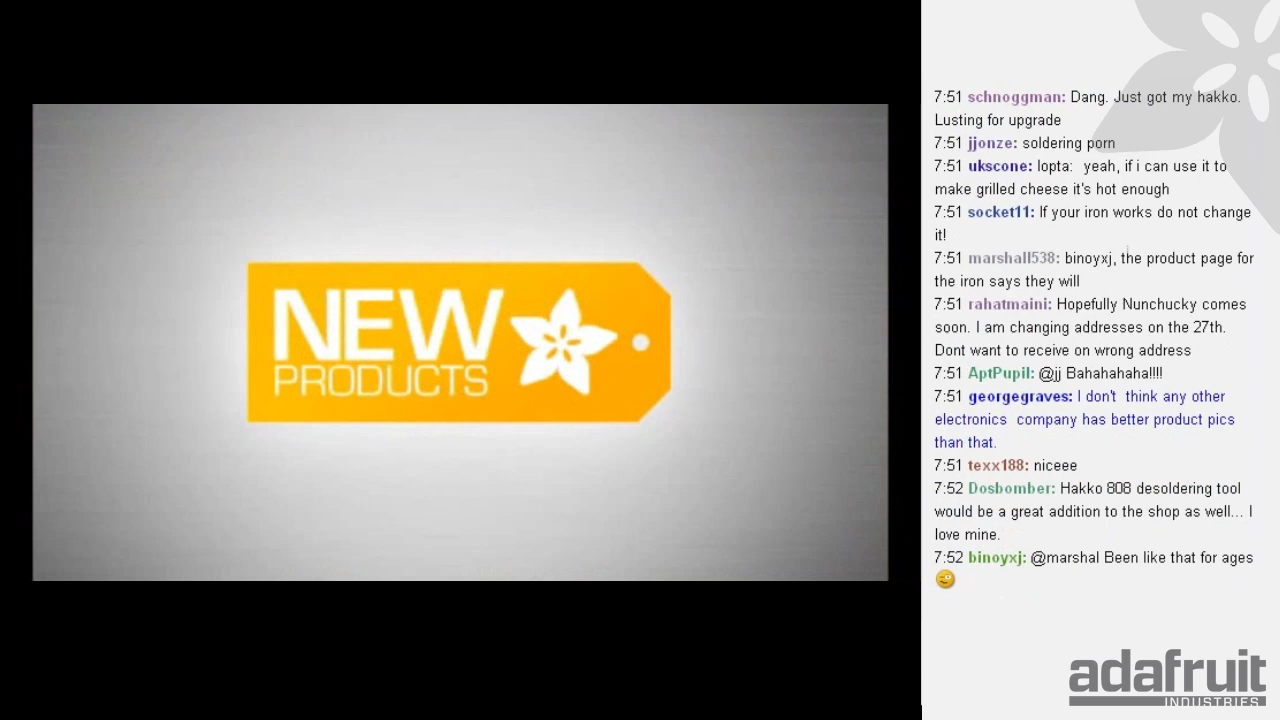 NEW
PRODUCTS
7:51 schnoggman: Dang. Just got my hakko.
Lusting for upgrade
7:51 jjonze: soldering porn
7:51 ukscone: lopta: yeah, if i can use it to
make grilled cheese it's hot enough
7:51 socket11: If your iron works do not change
it!
7:51 marshall538: binoyxj, the product page for
the iron says they will
7:51 rahatmaini: Hopefully Nunchucky comes
soon. I am changing addresses on the 27th.
Dont want to receive on wrong address
7:51 AptPupil: @jj Bahahahaha!!!!
7:51 georgegraves: I don't think any other
electronics company has better product pics
than that.
7:51 texx188: niceee
7:52 Dosbomber: Hakko 808 desoldering tool
would be a great addition to the shop as well... I
love mine.
7:52 binoyxj: @marshal Been like that for ages
adafruit
INDUSTRIES